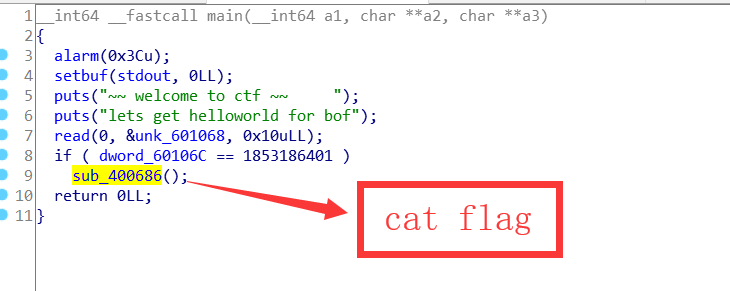 1 __int64 __fastcall main(__int64 a1, char **a2, char **a3)
2 {
3 alarm(0x3Cu);
4 setbuf(stdout, 0LL);
5 puts("~~ welcome to ctf ~~     ");
6 puts("lets get helloworld for bof");
7 read(0, &unk_601068, 0x10uLL);
8 if ( dword_60106C == 1853186401 )
9 sub_400686();
10 return 0LL;
11 }
cat flag